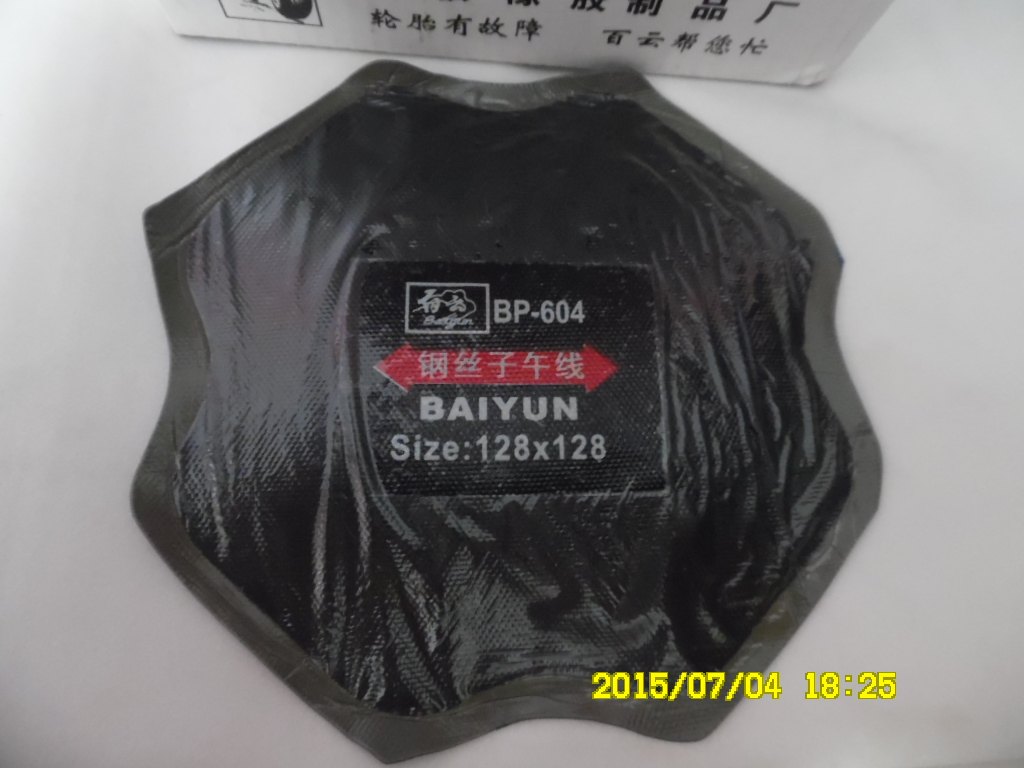 橡胶制品厂
轮胎有故障 百云帮您忙
百云 BP-604
Baiyun
钢丝子午线
BAIYUN
Size:128x128
2015/07/04 18:25